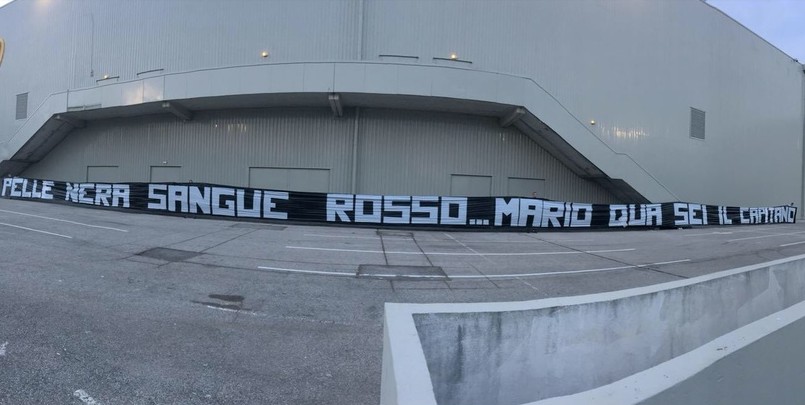 PELLE NERA SANGUE ROSSO... MARIO QUA SEI IL CAPITANO